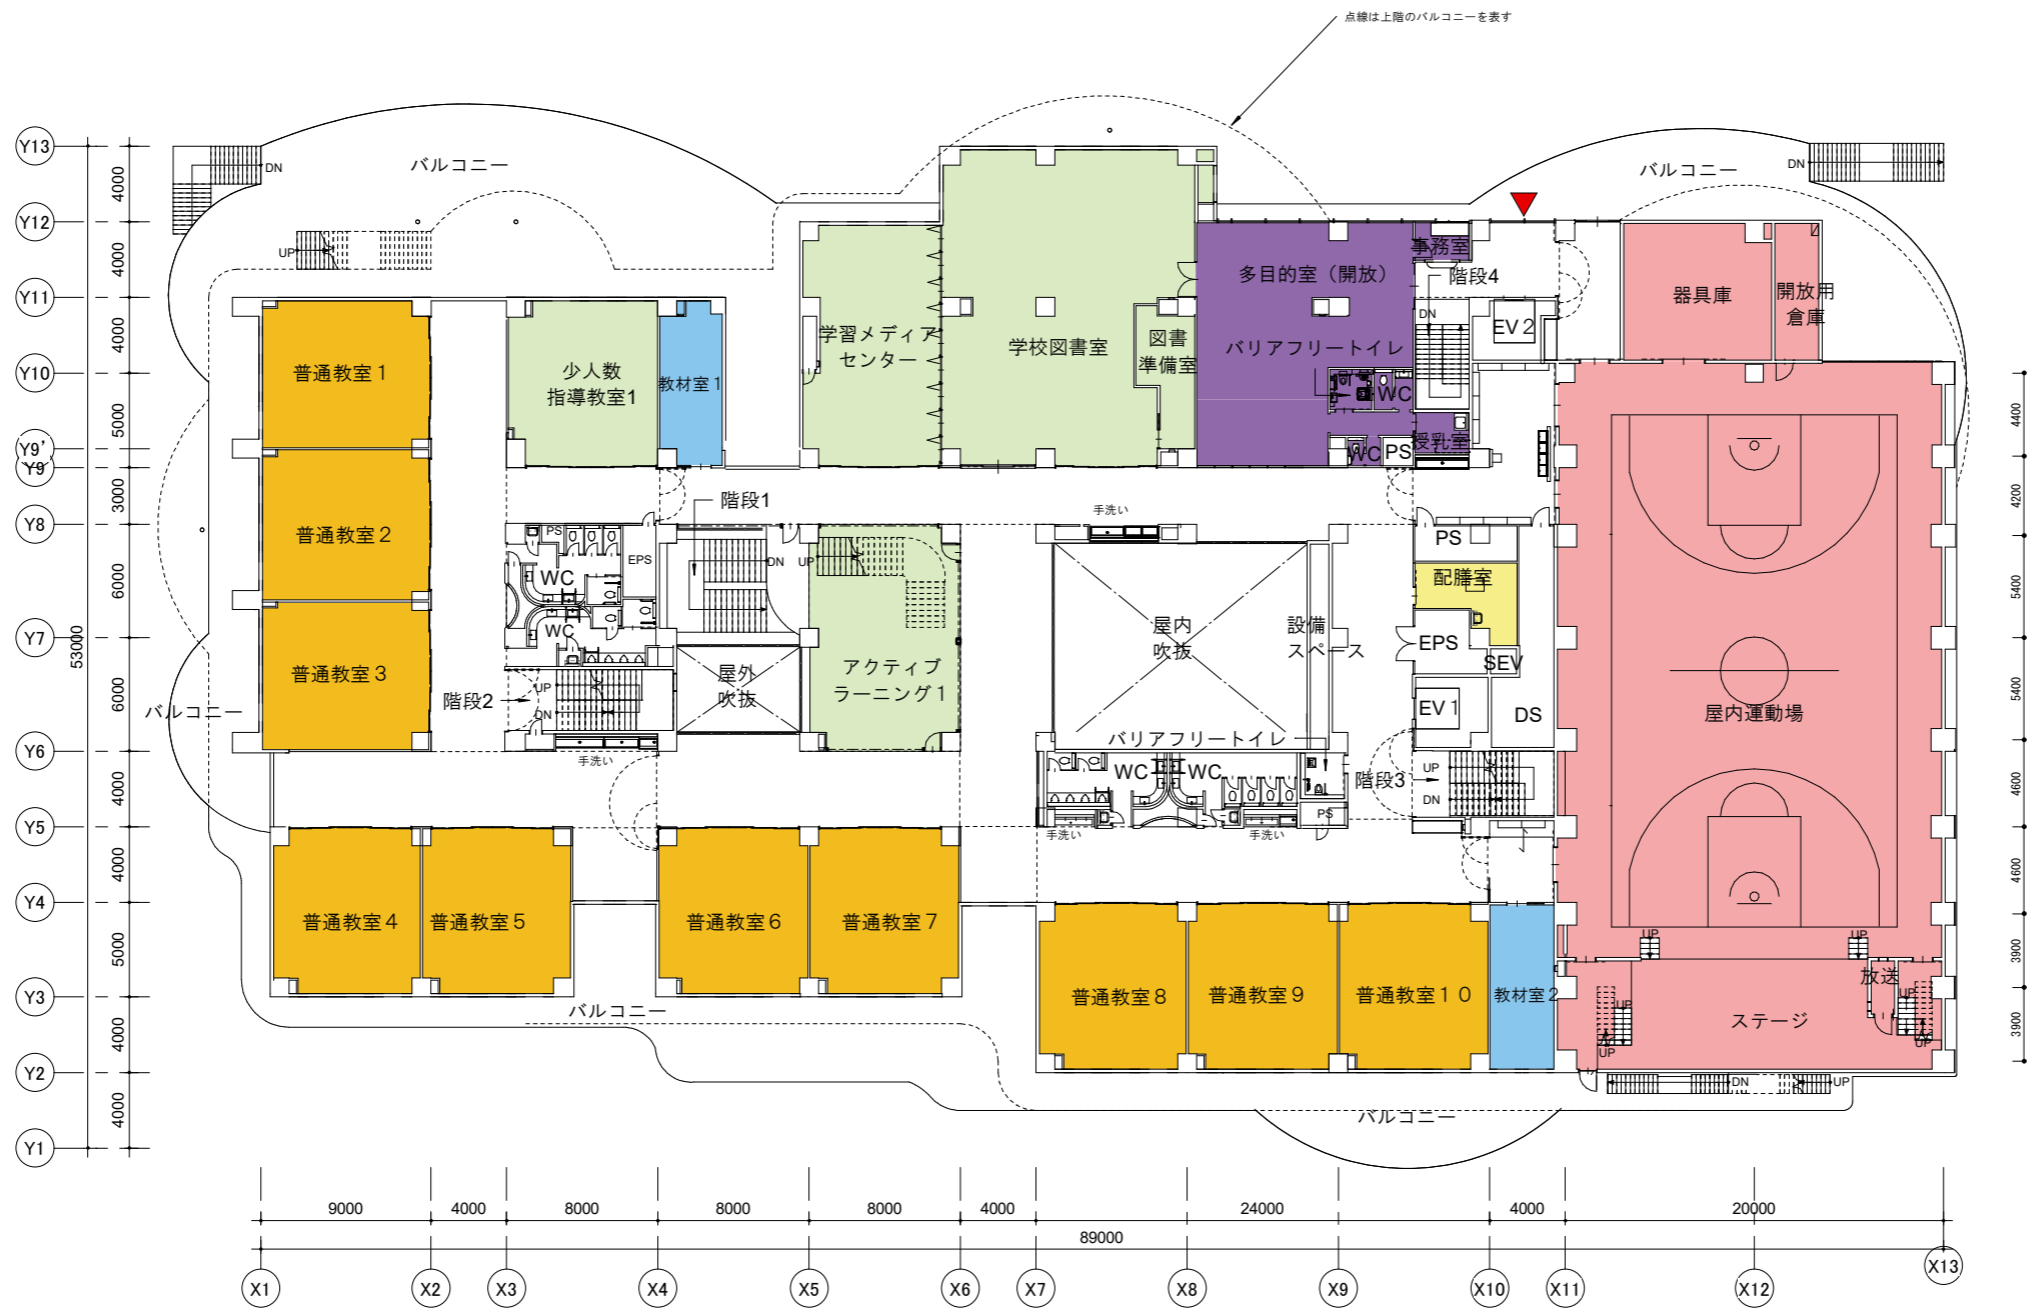 点線は上階のバルコニーを表す
Y13
バルコニー
DN
バルコニー
DN
4000
Y12
UP
事務室
4000
多目的室（開放）
階段4
器具庫
開放用
倉庫
Y11
DN
EV2
4000
普通教室1
少人数
指導教室1
教材室1
学習メディア
センター
学校図書室
図書
準備室
バリアフリートイレ
WC
Y10
5000
授乳室
WC
PS
4400
Y9'
Y9
3000
階段1
手洗い
4200
Y8
普通教室2
PS
WC
EPS
DN
UP
PS
配膳室
5400
6000
53000
WC
屋内
吹抜
設備
スペース
EPS
SEV
Y7
普通教室3
屋外
吹抜
アクティブ
ラーニング1
6000
階段2
UP
DN
EV1
DS
屋内運動場
5400
バルコニー
Y6
手洗い
バリアフリートイレ
WC
WC
階段3
UP
DN
4000
PS
4600
Y5
手洗い
手洗い
4000
4600
Y4
普通教室4
普通教室5
普通教室6
普通教室7
5000
UP
UP
3900
普通教室8
普通教室9
普通教室10
教材室2
放送
UP
UP
Y3
バルコニー
ステージ
4000
3900
UP
UP
Y2
DN
UP
4000
バルコニー
Y1
9000
4000
8000
8000
8000
4000
24000
4000
20000
89000
X1
X2
X3
X4
X5
X6
X7
X8
X9
X10
X11
X12
X13